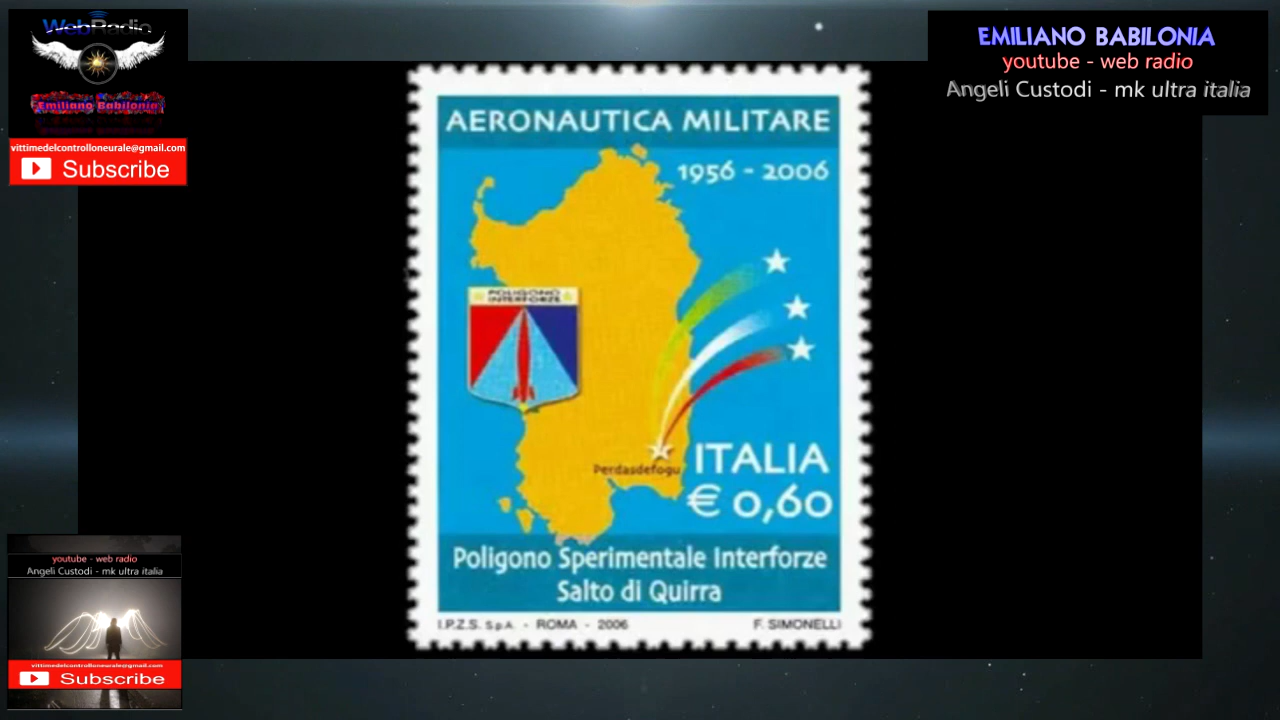 WebRadio
Emiliano Babilonia
vittimedelcontrolloneurale@gmail.com
Subscribe
EMILIANO BABILONIA
youtube - web radio
Angeli Custodi - mk ultra italia
AERONAUTICA MILITARE
1956 - 2006
POLIGONO
INTERFORZE
Perdasdefogu
ITALIA
€ 0,60
Poligono Sperimentale Interforze
Salto di Quirra
I.P.Z.S. S.p.A. - ROMA - 2006
F. SIMONELLI
youtube - web radio
Angeli Custodi - mk ultra italia
vittimedelcontrolloneurale@gmail.com
Subscribe